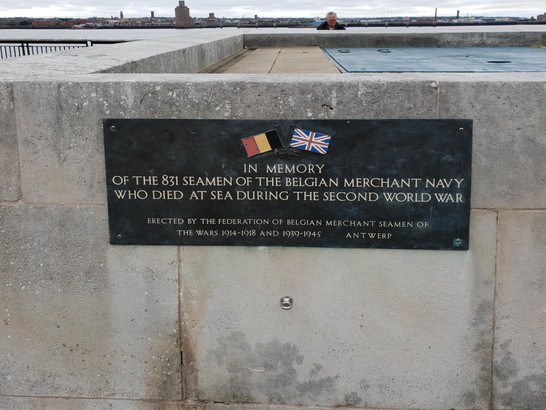 IN MEMORY
OF THE 831 SEAMEN OF THE BELGIAN MERCHANT NAVY
WHO DIED AT SEA DURING THE SECOND WORLD WAR
ERECTED BY THE FEDERATION OF BELGIAN MERCHANT SEAMEN OF
THE WARS 1914-1918 AND 1939-1945 ANTWERP